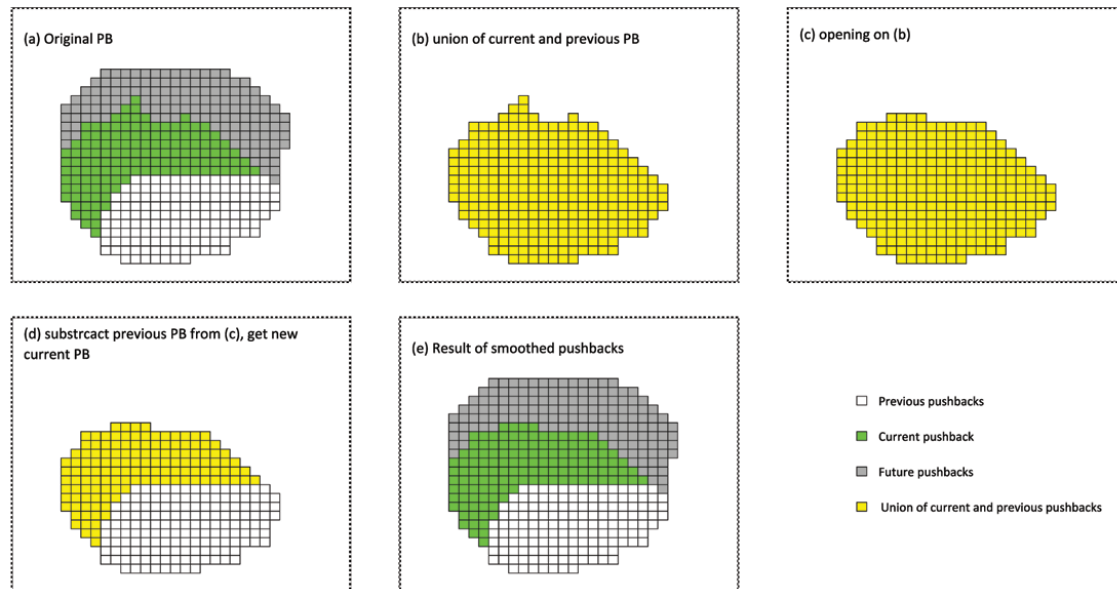 (a) Original PB
(b) union of current and previous PB
(c) opening on (b)
(d) substrcact previous PB from (c), get new
current PB
(e) Result of smoothed pushbacks
Previous pushbacks
Current pushback
Future pushbacks
Union of current and previous pushbacks